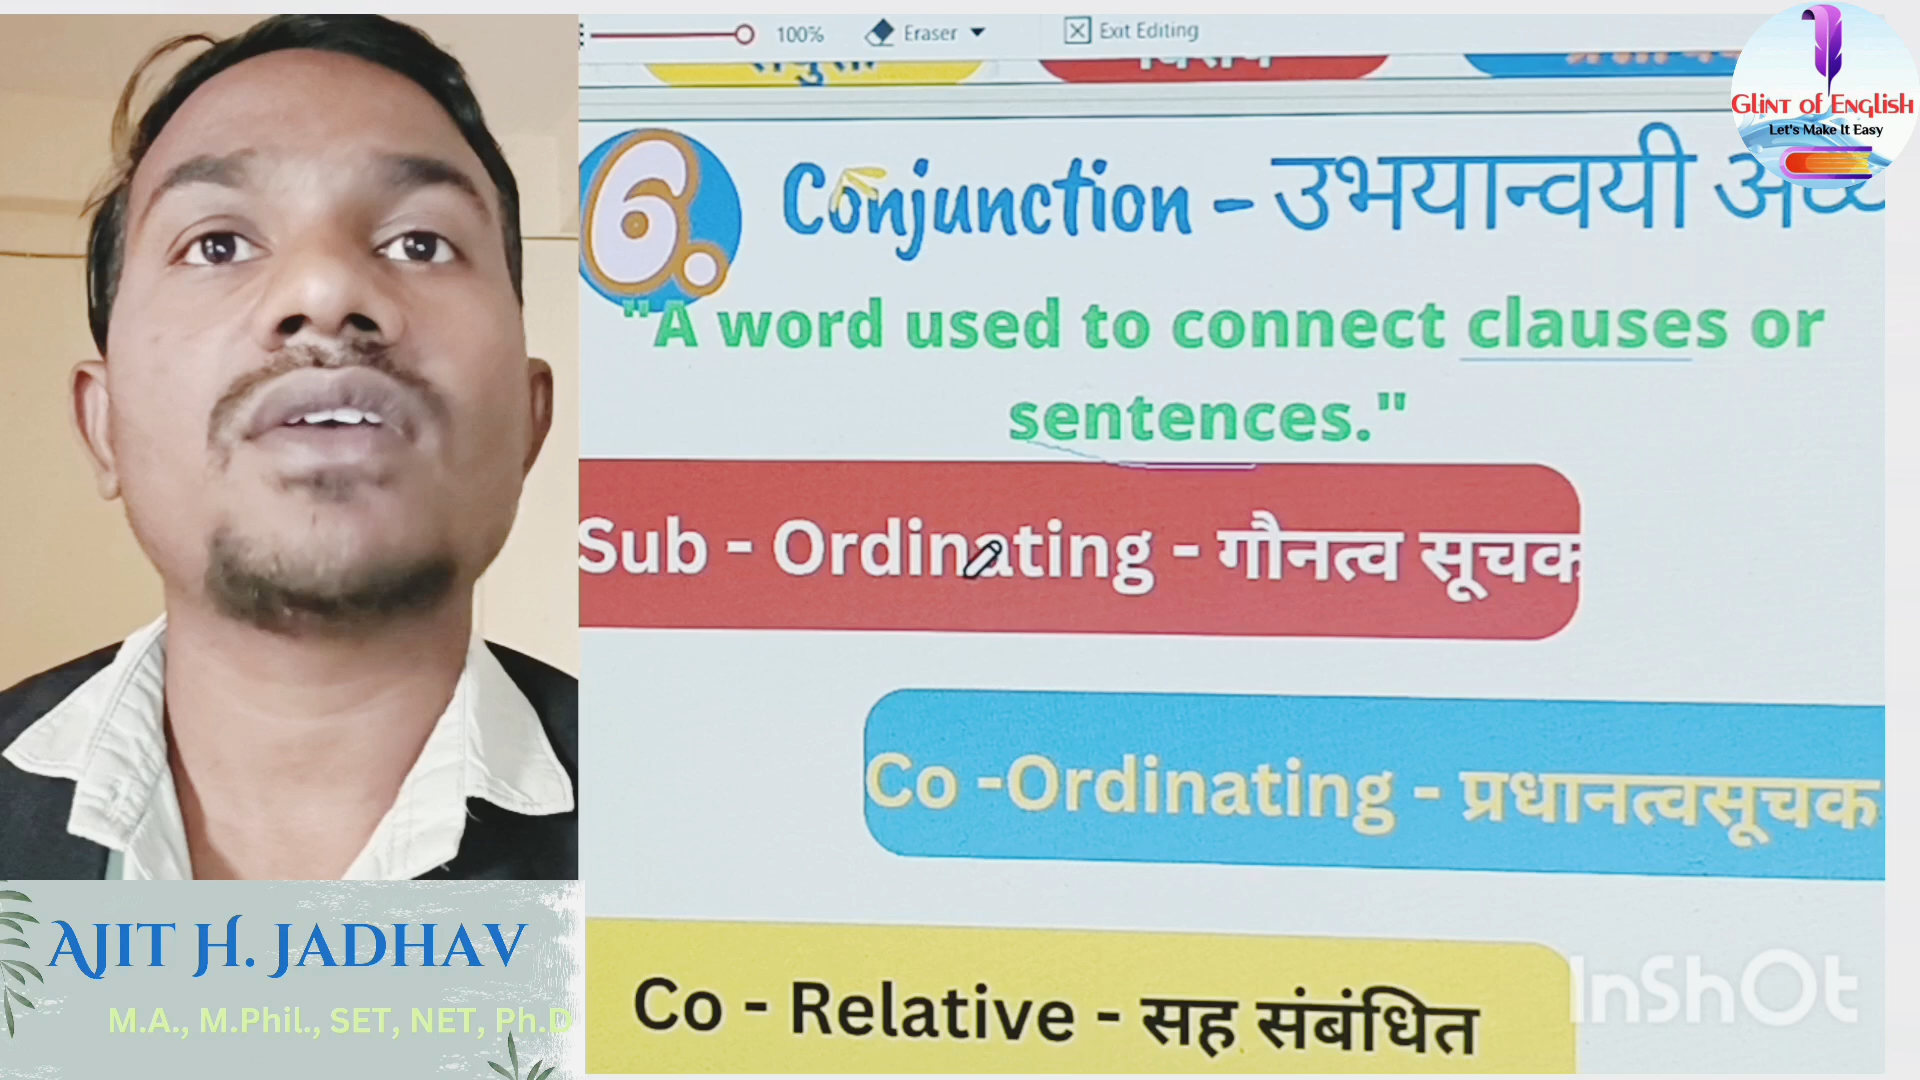 100%
Eraser
Exit Editing
Glint of English
Let's Make It Easy
6.
Conjunction - उभयान्वयी
"A word used to connect clauses or
sentences."
Sub - Ordinating - गौनत्व सूचक
Co -Ordinating - प्रधानत्वसूचक
Co - Relative - सह संबंधित
InShOt
AJIT H. JADHAV
M.A., M.Phil., SET, NET, Ph.D